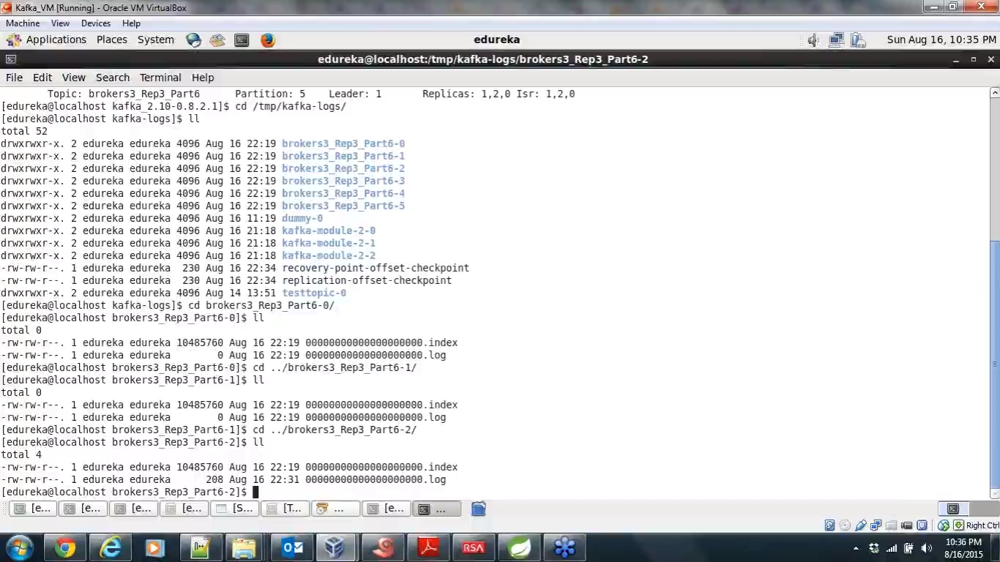 Kafka_VM [Running] - Oracle VM VirtualBox
Machine View Devices Help
Applications Places System edureka Sun Aug 16, 10:35 PM
edureka@localhost:/tmp/kafka-logs/brokers3_Rep3_Part6-2
File Edit View Search Terminal Help
Topic: brokers3_Rep3_Part6 Partition: 5 Leader: 1 Replicas: 1,2,0 Isr: 1,2,0
[edureka@localhost kafka_2.10-0.8.2.1]$ cd /tmp/kafka-logs/
[edureka@localhost kafka-logs]$ ll
total 52
drwxrwxr-x. 2 edureka edureka 4096 Aug 16 22:19 brokers3_Rep3_Part6-0
drwxrwxr-x. 2 edureka edureka 4096 Aug 16 22:19 brokers3_Rep3_Part6-1
drwxrwxr-x. 2 edureka edureka 4096 Aug 16 22:19 brokers3_Rep3_Part6-2
drwxrwxr-x. 2 edureka edureka 4096 Aug 16 22:19 brokers3_Rep3_Part6-3
drwxrwxr-x. 2 edureka edureka 4096 Aug 16 22:19 brokers3_Rep3_Part6-4
drwxrwxr-x. 2 edureka edureka 4096 Aug 16 22:19 brokers3_Rep3_Part6-5
drwxrwxr-x. 2 edureka edureka 4096 Aug 16 11:19 dummy-0
drwxrwxr-x. 2 edureka edureka 4096 Aug 16 21:18 kafka-module-2-0
drwxrwxr-x. 2 edureka edureka 4096 Aug 16 21:18 kafka-module-2-1
drwxrwxr-x. 2 edureka edureka 4096 Aug 16 21:18 kafka-module-2-2
-rw-rw-r--. 1 edureka edureka 230 Aug 16 22:34 recovery-point-offset-checkpoint
-rw-rw-r--. 1 edureka edureka 230 Aug 16 22:34 replication-offset-checkpoint
drwxrwxr-x. 2 edureka edureka 4096 Aug 14 13:51 testtopic-0
[edureka@localhost kafka-logs]$ cd brokers3_Rep3_Part6-0/
[edureka@localhost brokers3_Rep3_Part6-0]$ ll
total 0
-rw-rw-r--. 1 edureka edureka 10485760 Aug 16 22:19 00000000000000000000.index
-rw-rw-r--. 1 edureka edureka 0 Aug 16 22:19 00000000000000000000.log
[edureka@localhost brokers3_Rep3_Part6-0]$ cd ../brokers3_Rep3_Part6-1/
[edureka@localhost brokers3_Rep3_Part6-1]$ ll
total 0
-rw-rw-r--. 1 edureka edureka 10485760 Aug 16 22:19 00000000000000000000.index
-rw-rw-r--. 1 edureka edureka 0 Aug 16 22:19 00000000000000000000.log
[edureka@localhost brokers3_Rep3_Part6-1]$ cd ../brokers3_Rep3_Part6-2/
[edureka@localhost brokers3_Rep3_Part6-2]$ ll
total 4
-rw-rw-r--. 1 edureka edureka 10485760 Aug 16 22:19 00000000000000000000.index
-rw-rw-r--. 1 edureka edureka 208 Aug 16 22:31 00000000000000000000.log
[edureka@localhost brokers3_Rep3_Part6-2]$
[e... [e... [e... [e... [S... [T... ... [e... ...
Right Ctrl
RSA
10:36 PM
8/16/2015